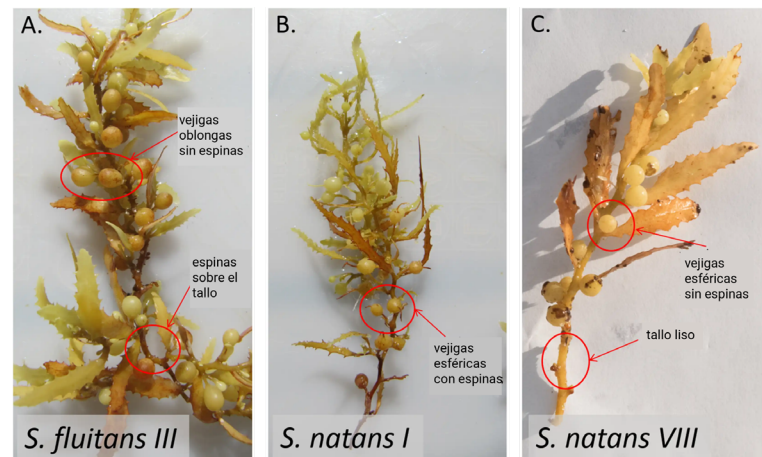 A.
vejigas
oblongas
sin espinas
espinas
sobre el
tallo
S. fluitans III
B.
vejigas
esféricas
con espinas
S. natans I
C.
vejigas
esféricas
sin espinas
tallo liso
S. natans VIII